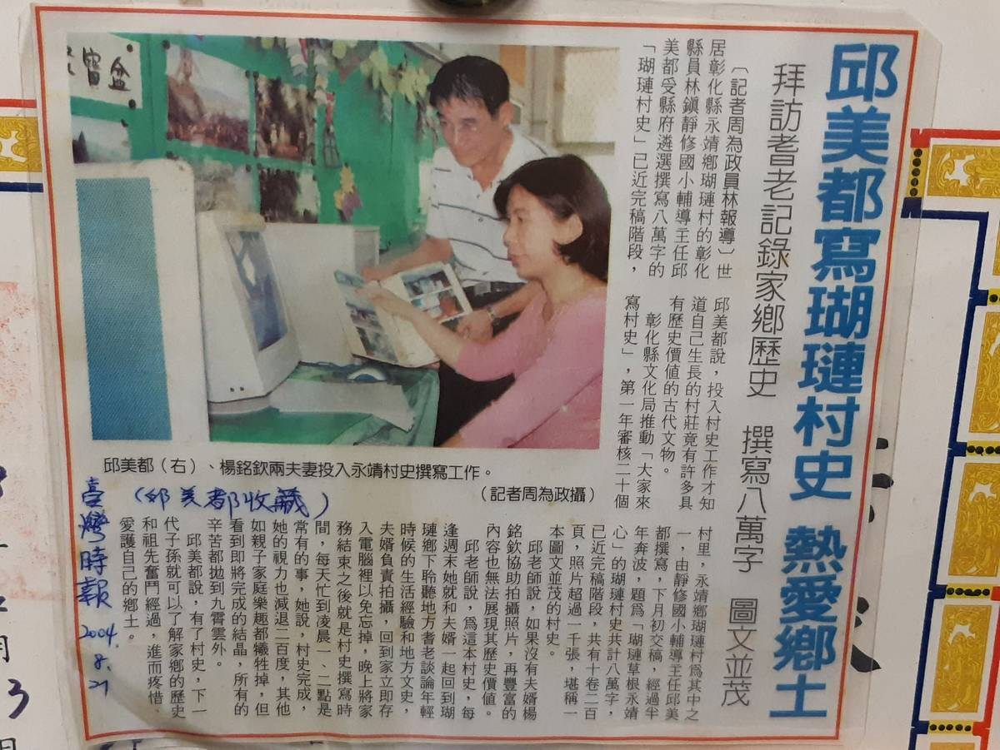 邱美都寫瑚璉村史 熱愛鄉土
拜訪耆老記錄家鄉歷史 撰寫八萬字 圖文並茂
〔記者周為政員林報導〕世
居彰化縣永靖鄉瑚璉村的彰化
縣員林鎮靜修國小輔導主任邱
美都受縣府遴選撰寫八萬字的
「瑚璉村史」已近完稿階段，
邱美都說，投入村史工作才知
道自己生長的村莊竟有許多具
有歷史價值的古代文物。
彰化縣文化局推動「大家來
寫村史」，第一年審核二十個
村里，永靖鄉瑚璉村為其中之
一，由靜修國小輔導主任邱美
都撰寫，下月初交稿，經過半
年奔波，題為「瑚璉草根永靖
心」的瑚璉村史共計八萬字，
已近完稿階段，共有十卷二百
頁，照片超過一千張，堪稱一
本圖文並茂的村史。
邱老師說，如果沒有夫婿楊
銘欽協助拍攝照片，再豐富的
內容也無法展現其歷史價值。
邱老師說，為這本村史，每
逢週末她就和夫婿一起回到瑚
璉鄉下聆聽地方耆老談論年輕
時候的生活經驗和地方文史，
夫婿負責拍攝，回到家立即存
入電腦裡以免忘掉，晚上將家
務結束之後就是村史撰寫時
間，每天忙到凌晨一、二點是
常有的事，她說，村史完成，
她的視力也減退二百度，其他
如親子家庭樂趣都犧牲掉，但
看到即將完成的結晶，所有的
辛苦都拋到九霄雲外。
邱美都說，有了村史，下一
代子孫就可以了解家鄉的歷史
和祖先奮鬥經過，進而疼惜、
愛護自己的鄉土。
邱美都（右）、楊銘欽兩夫妻投入永靖村史撰寫工作。
（記者周為政攝）
（邱美都收藏）
臺灣時報 2004.8.21
寶盆